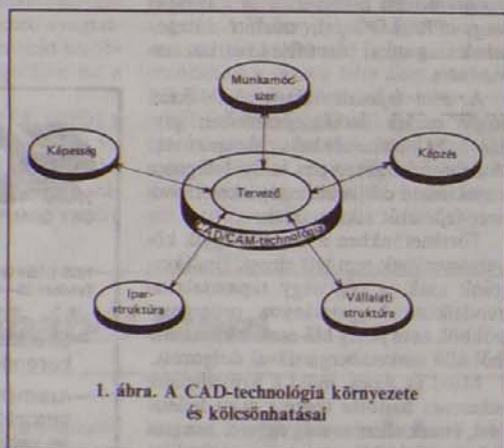 Munkamód-
szer
Képesség
Képzés
Tervező
CAD/CAM-technológia
Ipar-
struktúra
Vállalati
struktúra
1. ábra. A CAD-technológia környezete
és kölcsönhatásai